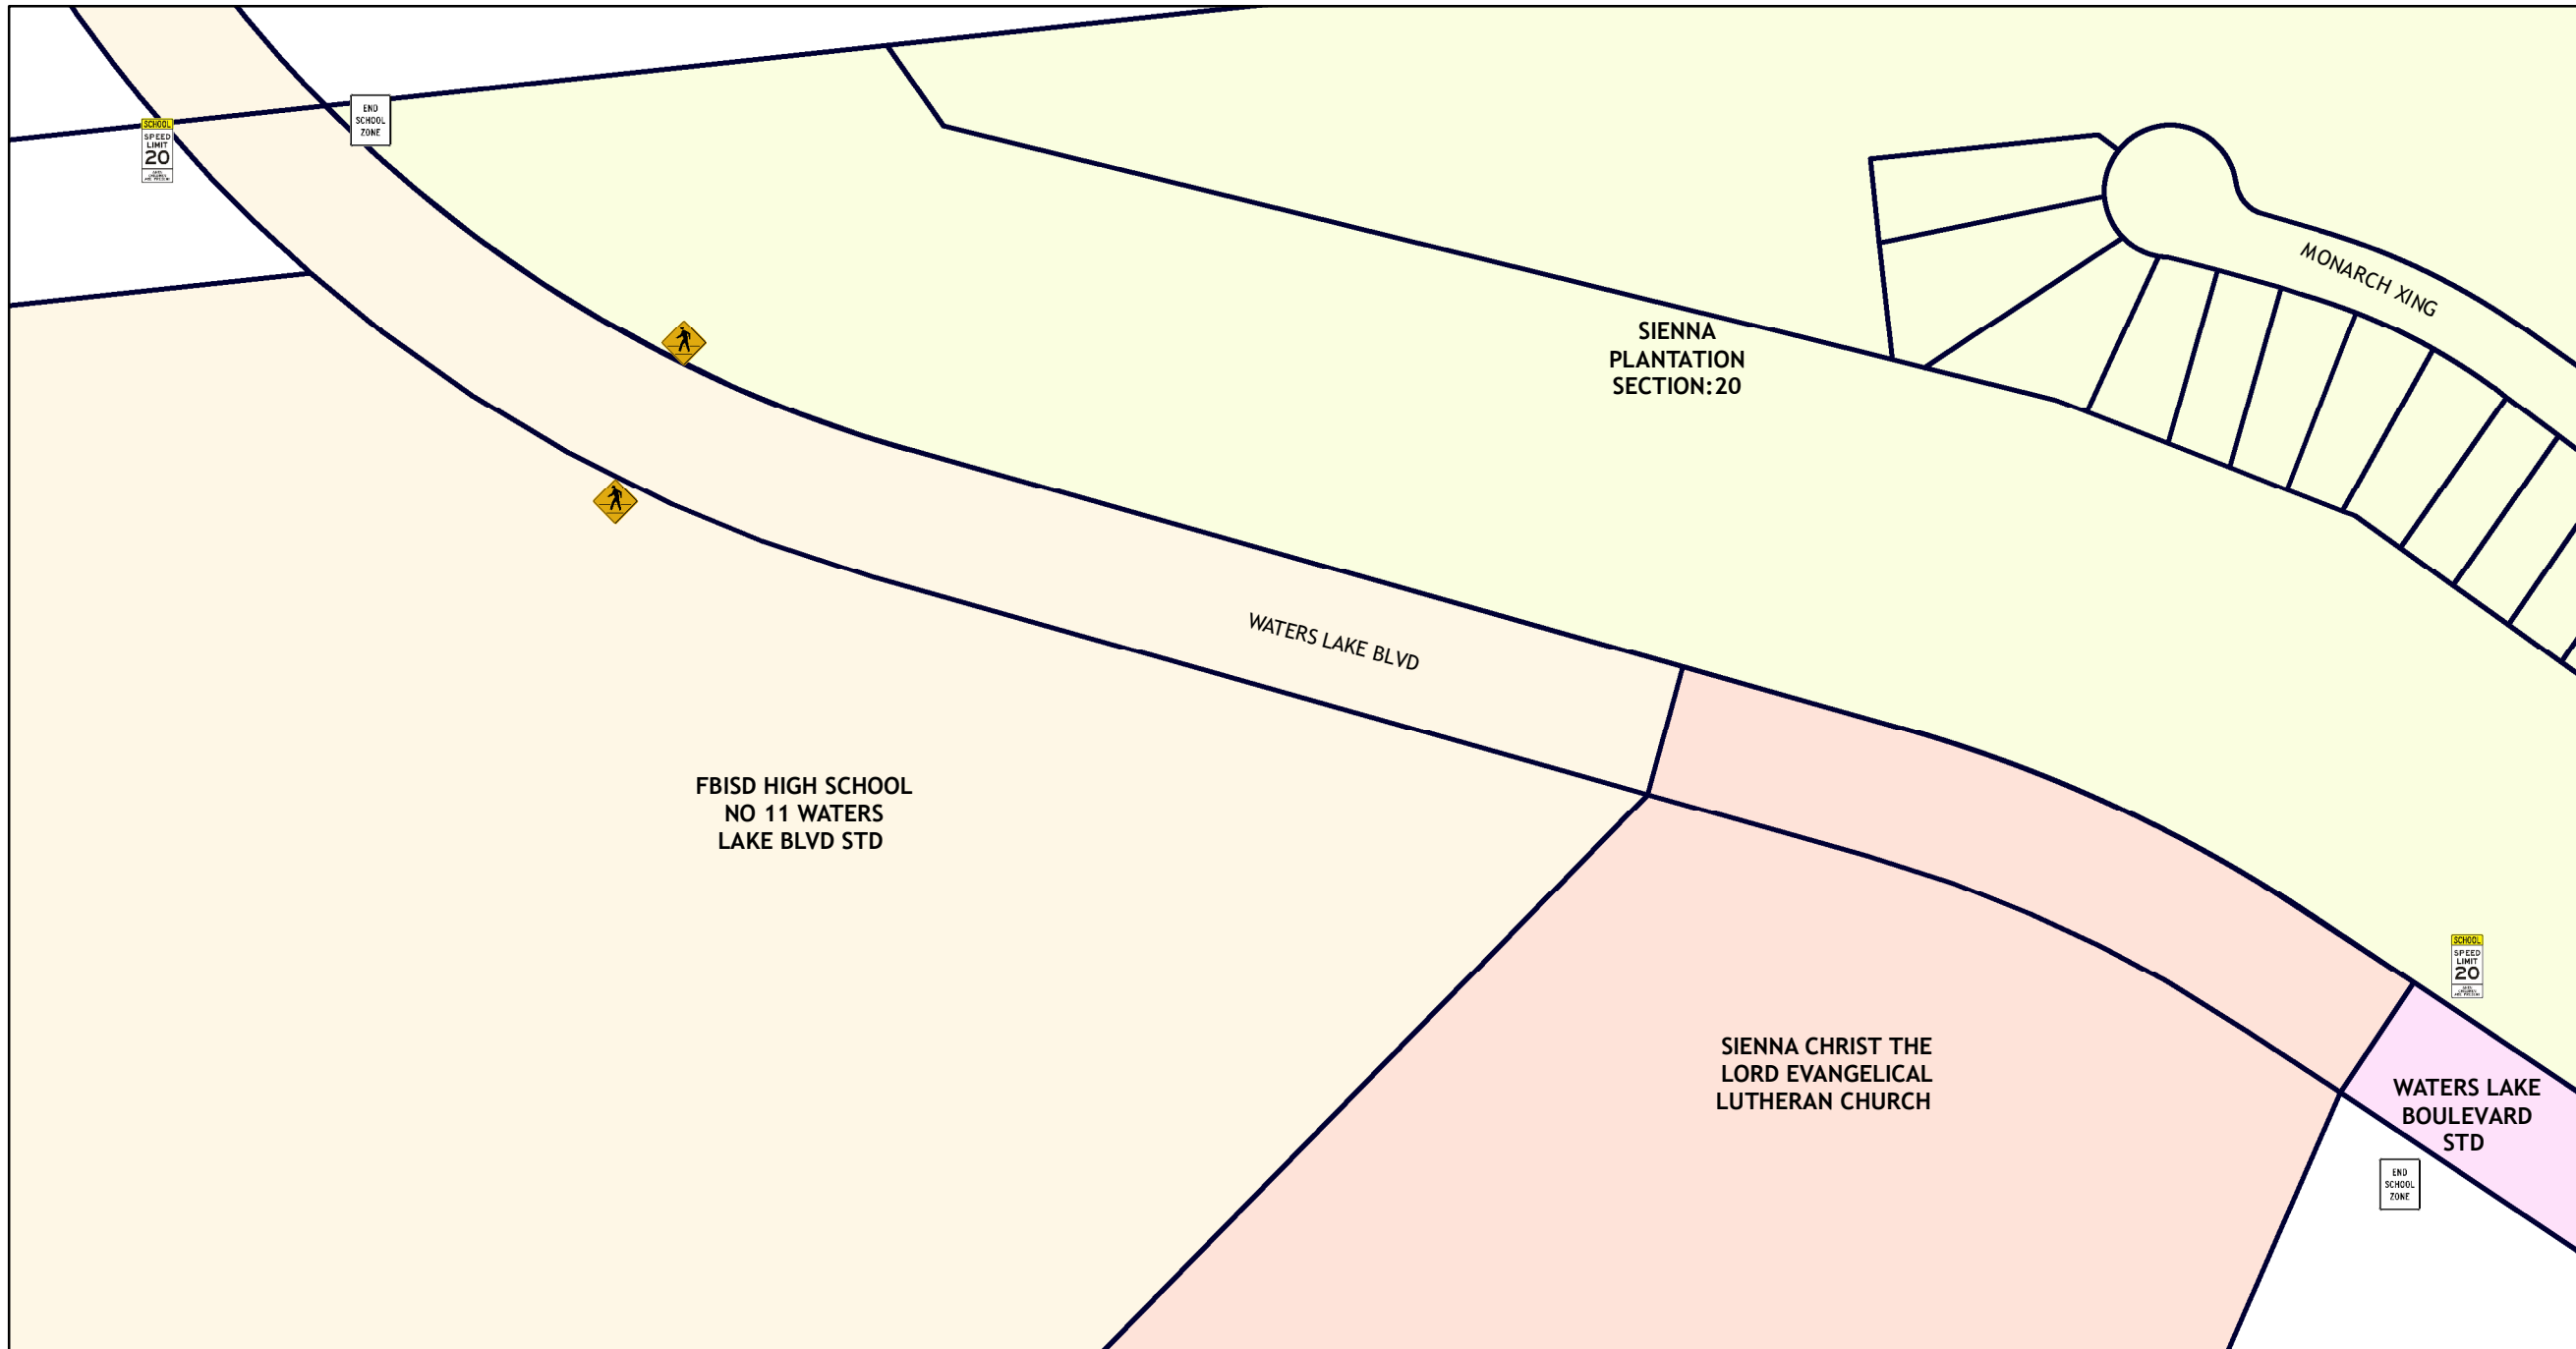 END
SCHOOL
ZONE
SCHOOL
SPEED
LIMIT
20
MONARCH XING
SIENNA
PLANTATION
SECTION:20
WATERS LAKE BLVD
FBISD HIGH SCHOOL
NO 11 WATERS
LAKE BLVD STD
SCHOOL
SPEED
LIMIT
20
SIENNA CHRIST THE
LORD EVANGELICAL
LUTHERAN CHURCH
WATERS LAKE
BOULEVARD
STD
END
SCHOOL
ZONE